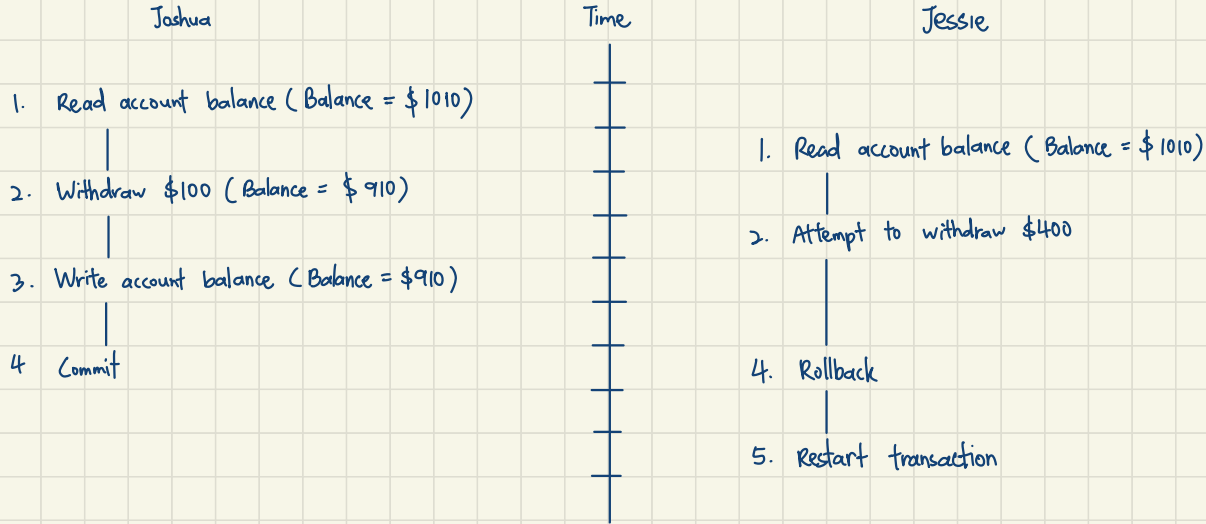 Joshua
Time
Jessie
1. Read account balance (Balance = $1010)
1. Read account balance (Balance = $1010)
2. Withdraw $100 (Balance = $910)
2. Attempt to withdraw $400
3. Write account balance (Balance = $910)
4 Commit
4. Rollback
5. Restart transaction